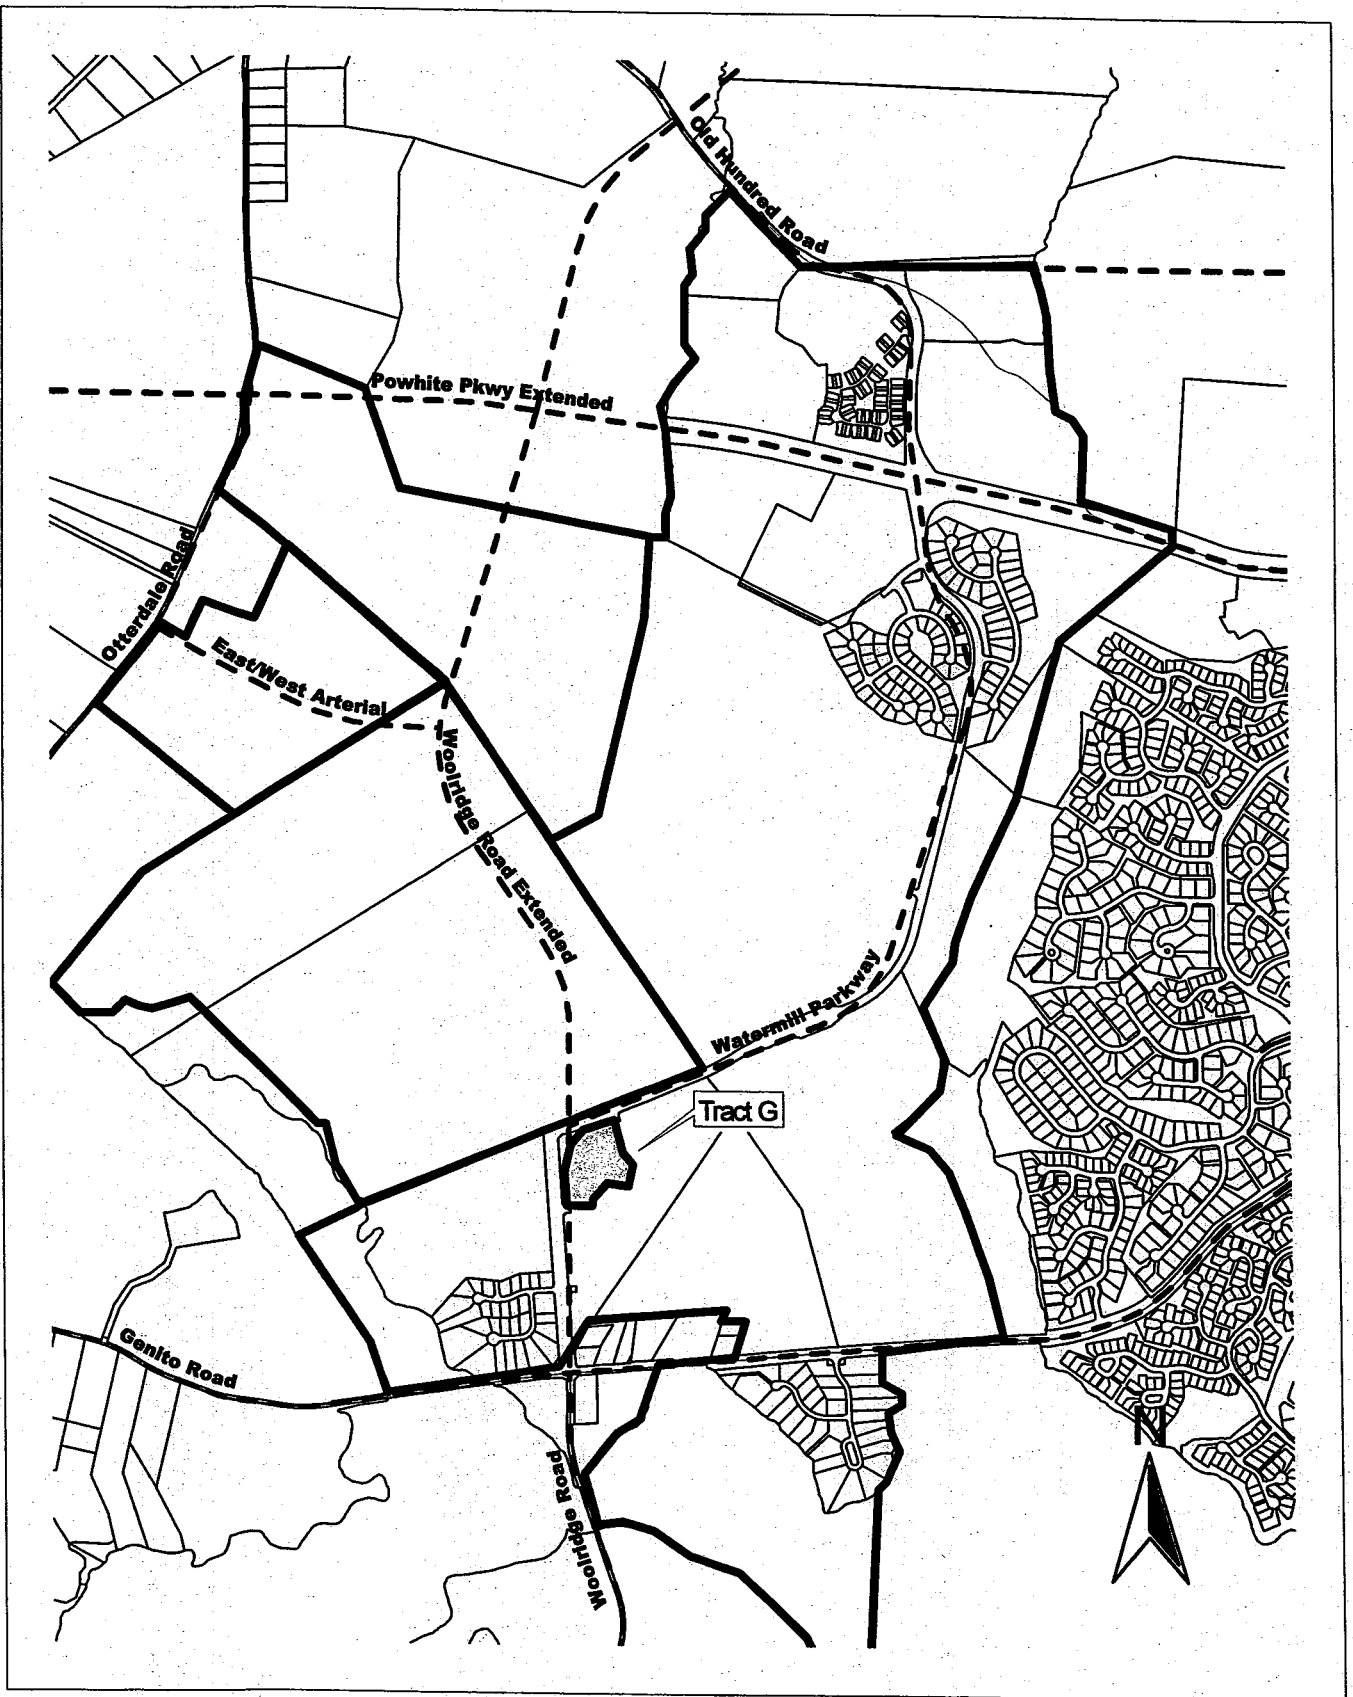 Old Hundred Road
Powhite Pkwy Extended
Otterdale Road
East/West Arterial
Woolridge Road Extended
Watermill Parkway
Tract G
Genito Road
N
Woolridge Road